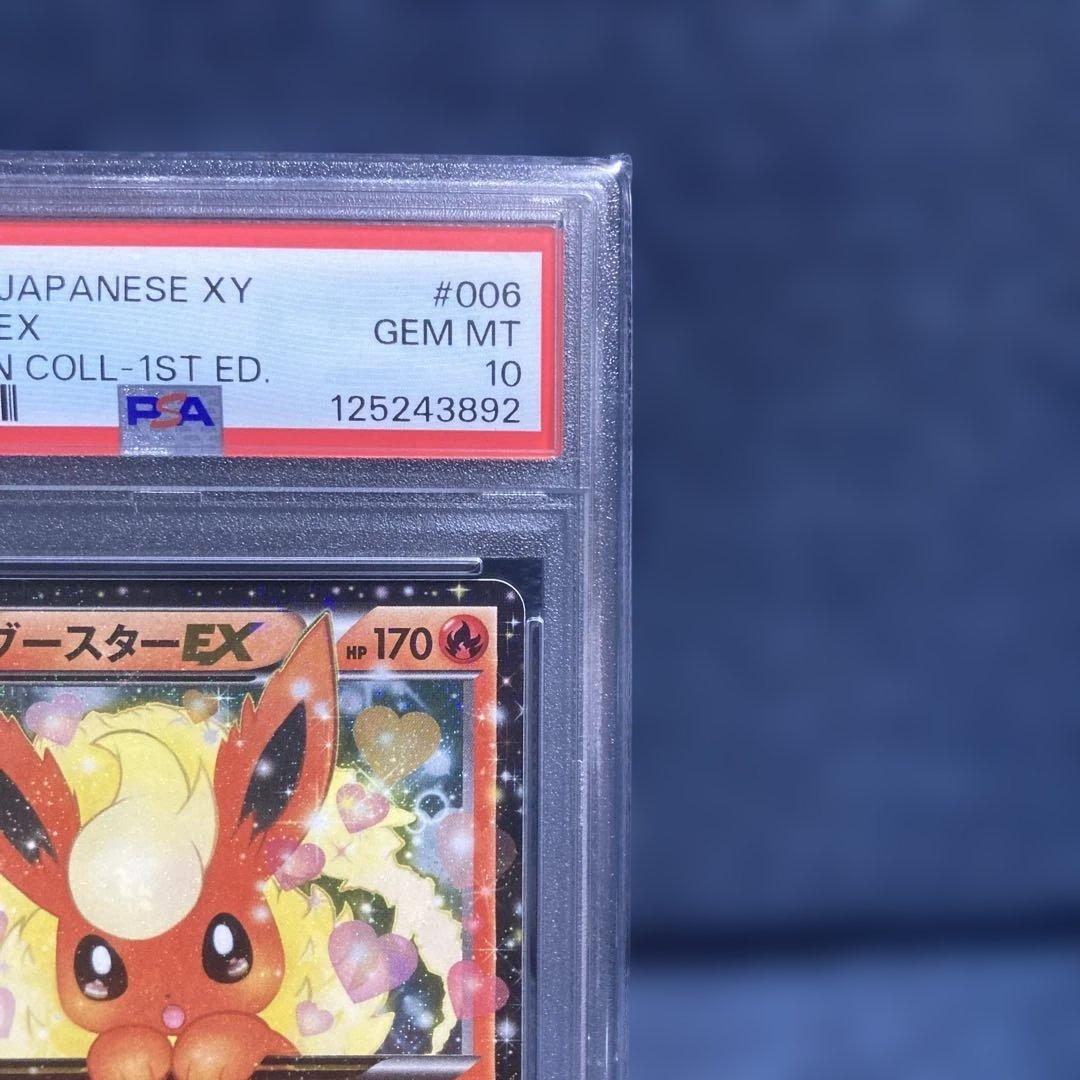 JAPANESE XY #006
EX GEM MT
N COLL-1ST ED. 10
PSA 125243892
ブースターEX HP 170